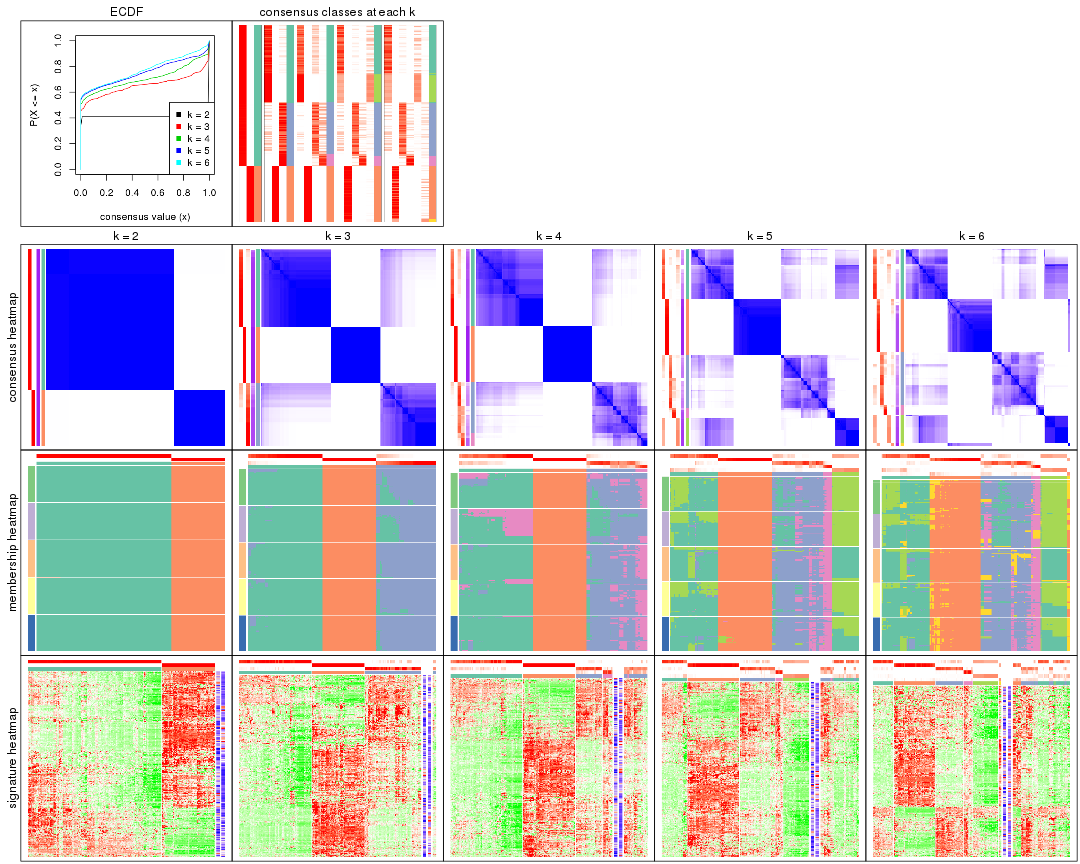 ECDF
consensus classes at each k
P(X <= x)
1.0
0.8
0.6
0.4
0.2
0.0
k = 2
k = 3
k = 4
k = 5
k = 6
0.0 0.2 0.4 0.6 0.8 1.0
consensus value (x)
k = 2 k = 3 k = 4 k = 5 k = 6
consensus heatmap
membership heatmap
signature heatmap